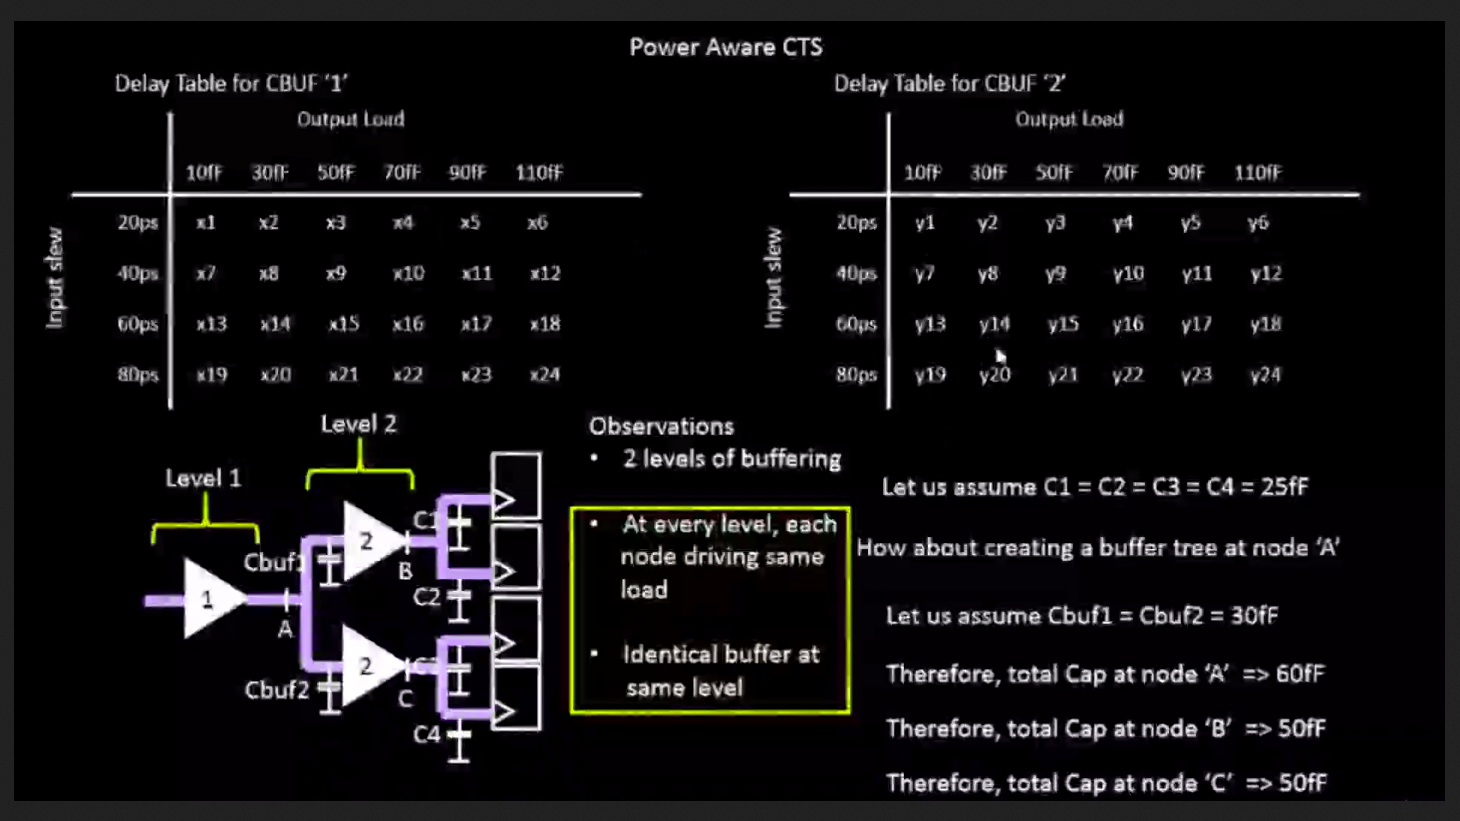 Power Aware CTS
Delay Table for CBUF ‘1’
Output Load
10fF 30fF 50fF 70fF 90fF 110fF
Input slew
20ps x1 x2 x3 x4 x5 x6
40ps x7 x8 x9 x10 x11 x12
60ps x13 x14 x15 x16 x17 x18
80ps x19 x20 x21 x22 x23 x24
Delay Table for CBUF ‘2’
Output Load
10fF 30fF 50fF 70fF 90fF 110fF
Input slew
20ps y1 y2 y3 y4 y5 y6
40ps y7 y8 y9 y10 y11 y12
60ps y13 y14 y15 y16 y17 y18
80ps y19 y20 y21 y22 y23 y24
Level 2
Level 1
C1
2
Cbuf1
B
1
C2
A
2
Cbuf2
C
C4
Observations
• 2 levels of buffering
• At every level, each
node driving same
load
• Identical buffer at
same level
Let us assume C1 = C2 = C3 = C4 = 25fF
How about creating a buffer tree at node ‘A’
Let us assume Cbuf1 = Cbuf2 = 30fF
Therefore, total Cap at node ‘A’ => 60fF
Therefore, total Cap at node ‘B’ => 50fF
Therefore, total Cap at node ‘C’ => 50fF